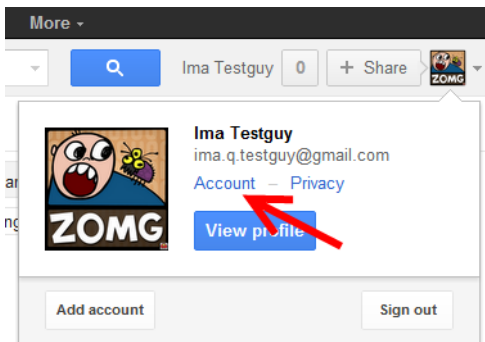 More
Ima Testguy 0 + Share ZOMG
Ima Testguy
ima.q.testguy@gmail.com
Account – Privacy
ZOMG
View profile
Add account Sign out